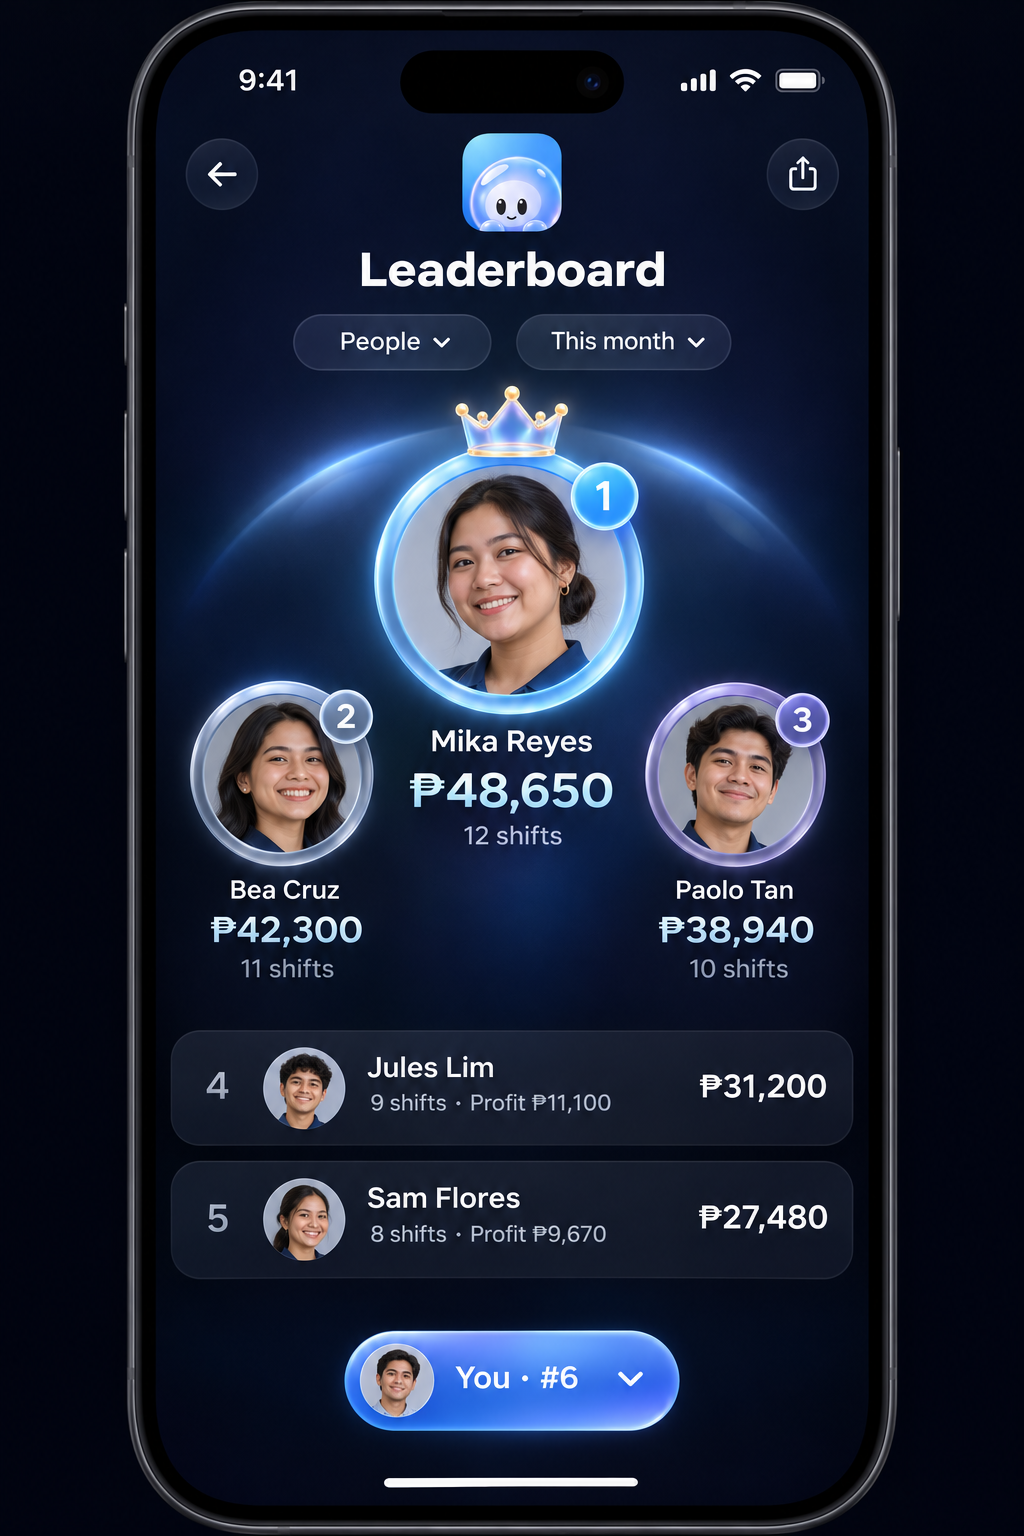 9:41
Leaderboard
People
This month
1
Mika Reyes
₱48,650
12 shifts
2
Bea Cruz
₱42,300
11 shifts
3
Paolo Tan
₱38,940
10 shifts
4
Jules Lim
9 shifts • Profit ₱11,100
₱31,200
5
Sam Flores
8 shifts • Profit ₱9,670
₱27,480
You • #6